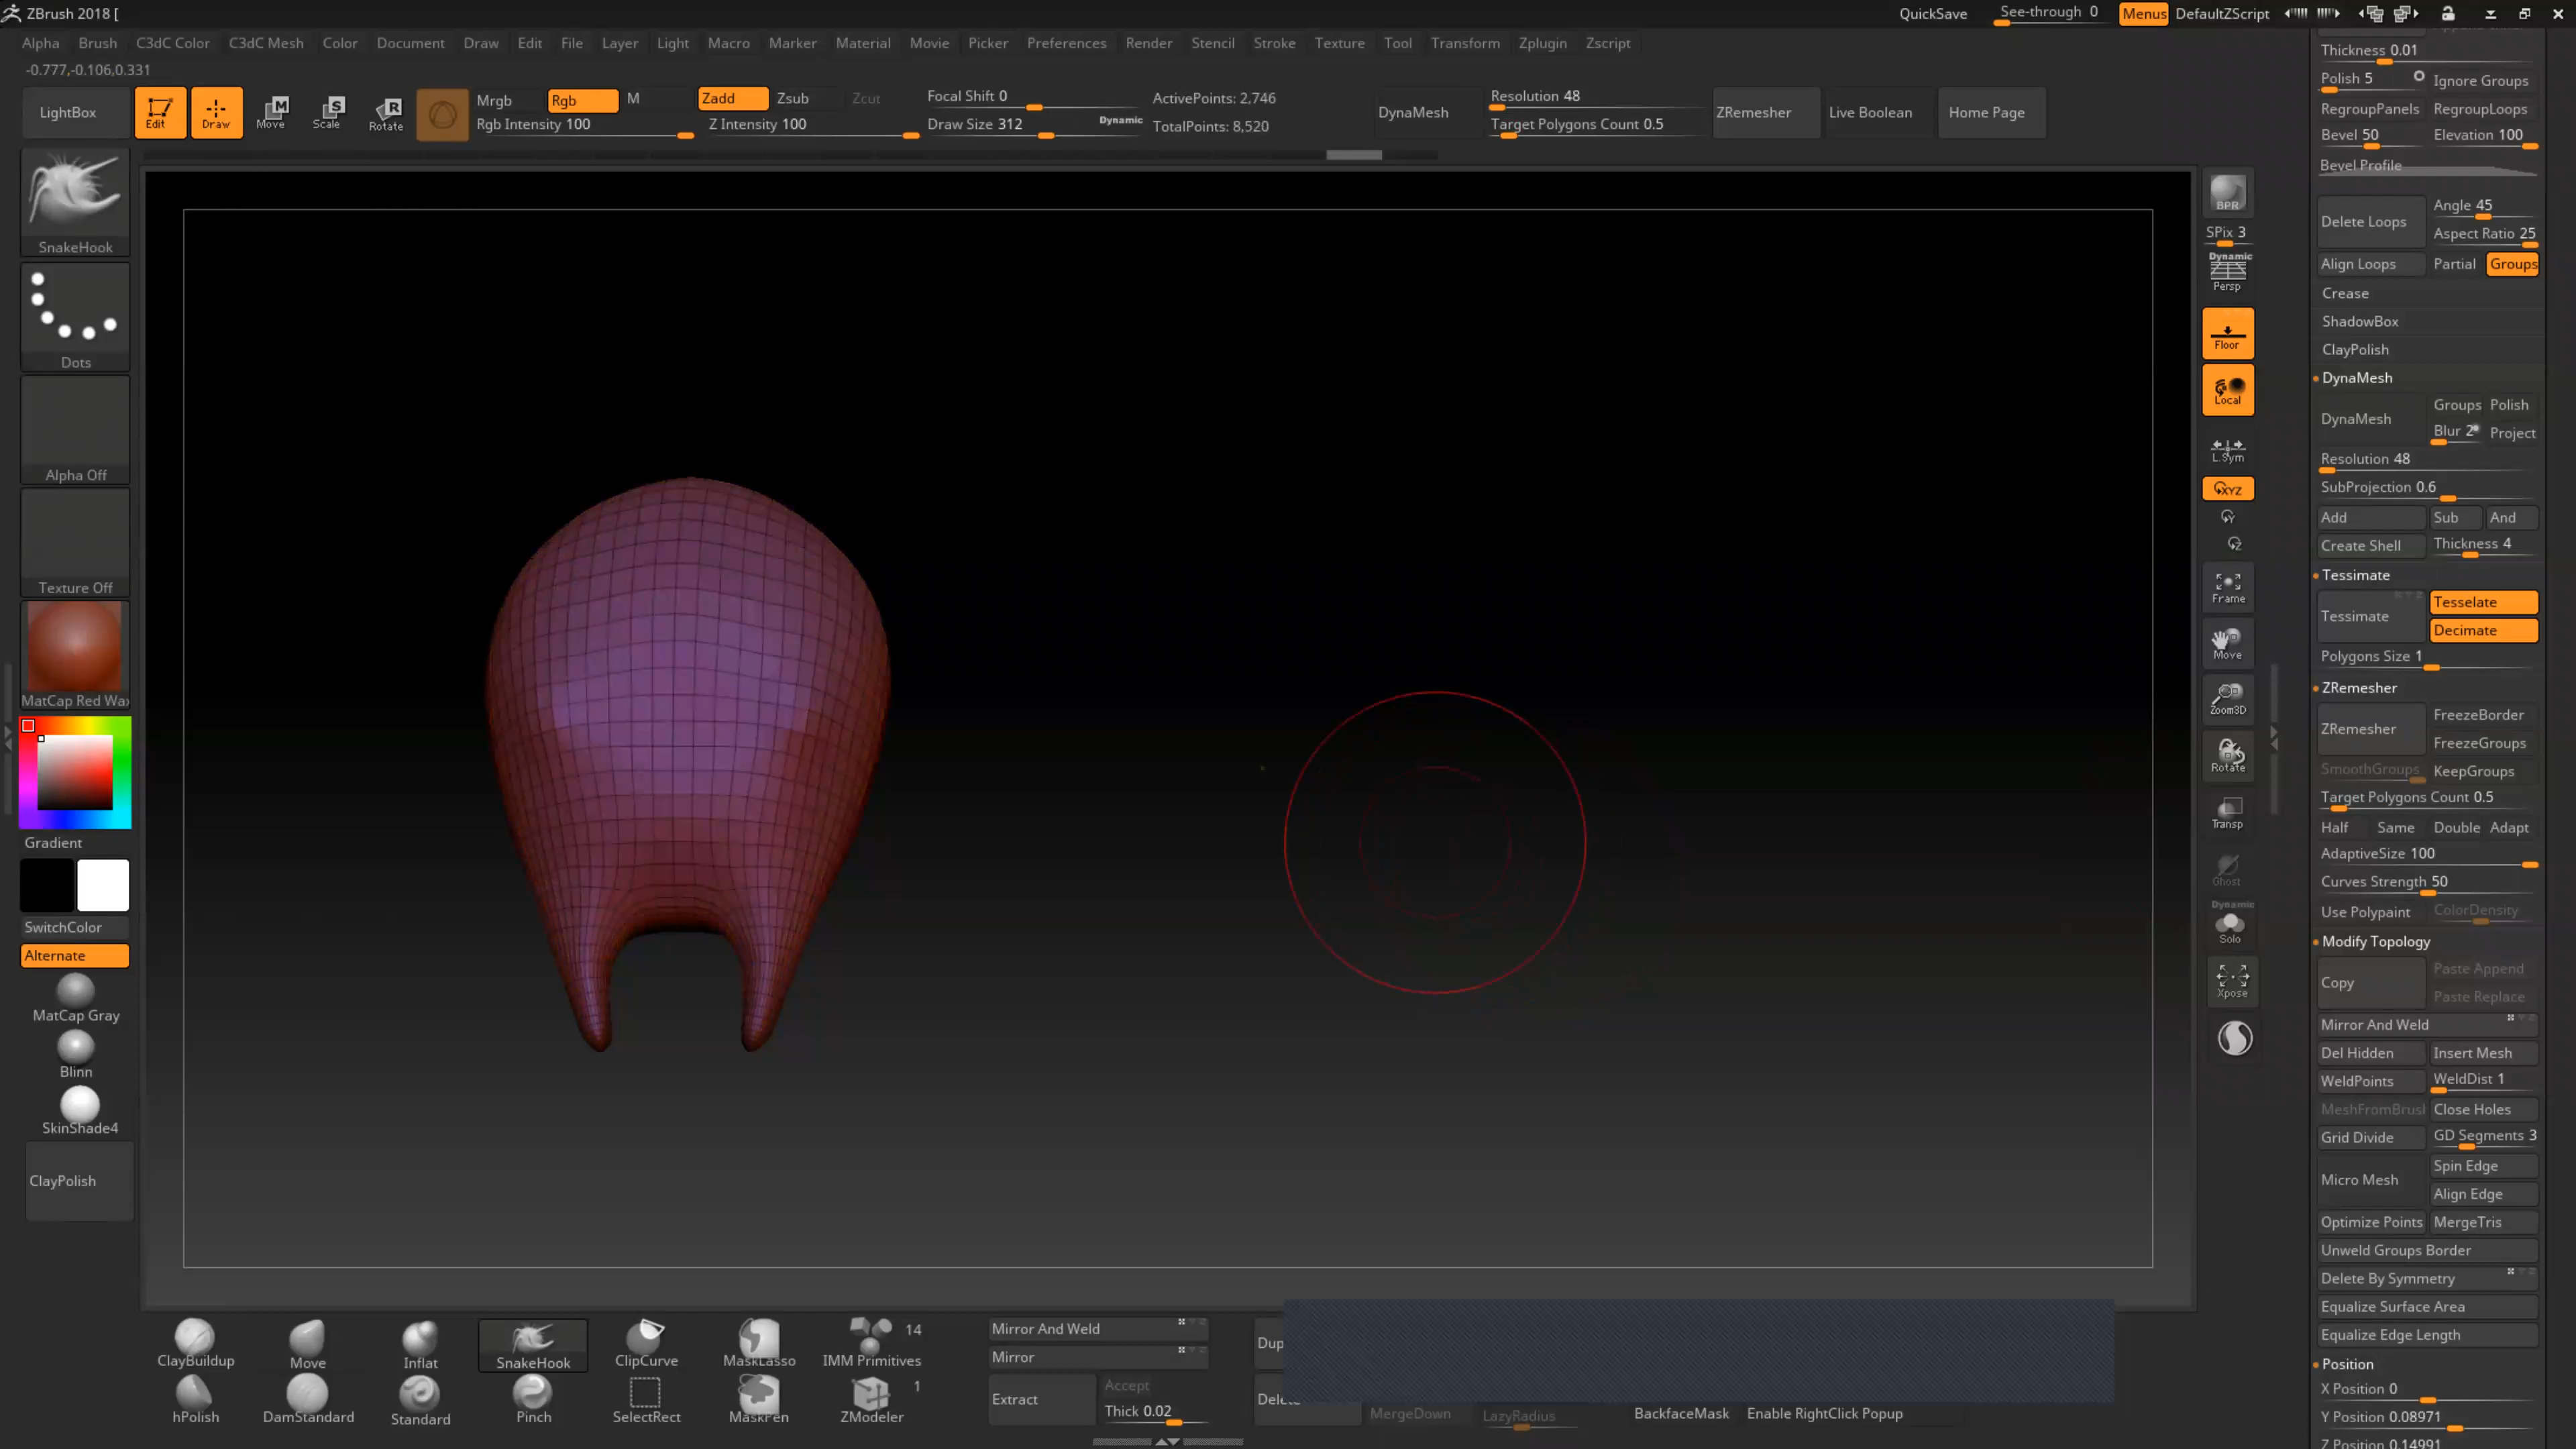 ZBrush 2018 [
QuickSave See-through 0 Menus DefaultZScript
Alpha Brush C3dC Color C3dC Mesh Color Document Draw Edit File Layer Light Macro Marker Material Movie Picker Preferences Render Stencil Stroke Texture Tool Transform Zplugin Zscript
-0.777,-0.106,0.331
LightBox
Edit Draw Move Scale Rotate
Mrgb Rgb M
Rgb Intensity 100
Zadd Zsub Zcut
Z Intensity 100
Focal Shift 0
Draw Size 312 Dynamic
ActivePoints: 2,746
TotalPoints: 8,520
DynaMesh
Resolution 48
Target Polygons Count 0.5
ZRemesher
Live Boolean
Home Page
SnakeHook
Dots
Alpha Off
Texture Off
MatCap Red Wax
Gradient
SwitchColor
Alternate
MatCap Gray
Blinn
SkinShade4
ClayPolish
BPR
SPix 3
Dynamic
Persp
Floor
Local
L.Sym
XYZ
Y
Z
Frame
Move
Zoom3D
Rotate
Transp
Ghost
Dynamic
Solo
Xpose
Thickness 0.01
Polish 5 Ignore Groups
RegroupPanels RegroupLoops
Bevel 50 Elevation 100
Bevel Profile
Delete Loops Angle 45
Aspect Ratio 25
Align Loops Partial Groups
Crease
ShadowBox
ClayPolish
DynaMesh
DynaMesh Groups Polish
Blur 2 Project
Resolution 48
SubProjection 0.6
Add Sub And
Create Shell Thickness 4
Tessimate
Tessimate Tesselate
Decimate
Polygons Size 1
ZRemesher
ZRemesher FreezeBorder
FreezeGroups
SmoothGroups KeepGroups
Target Polygons Count 0.5
Half Same Double Adapt
AdaptiveSize 100
Curves Strength 50
Use Polypaint ColorDensity
Modify Topology
Copy Paste Append
Paste Replace
Mirror And Weld
Del Hidden Insert Mesh
WeldPoints WeldDist 1
MeshFromBrush Close Holes
Grid Divide GD Segments 3
Micro Mesh Spin Edge
Align Edge
Optimize Points MergeTris
Unweld Groups Border
Delete By Symmetry
Equalize Surface Area
Equalize Edge Length
Position
X Position 0
Y Position 0.08971
Z Position 0.14991
ClayBuildup Move Inflat SnakeHook ClipCurve MaskLasso IMM Primitives 14
hPolish DamStandard Standard Pinch SelectRect MaskPen ZModeler 1
Mirror And Weld
Mirror
Extract Accept
Thick 0.02
Dup
Delete
MergeDown LazyRadius BackfaceMask Enable RightClick Popup